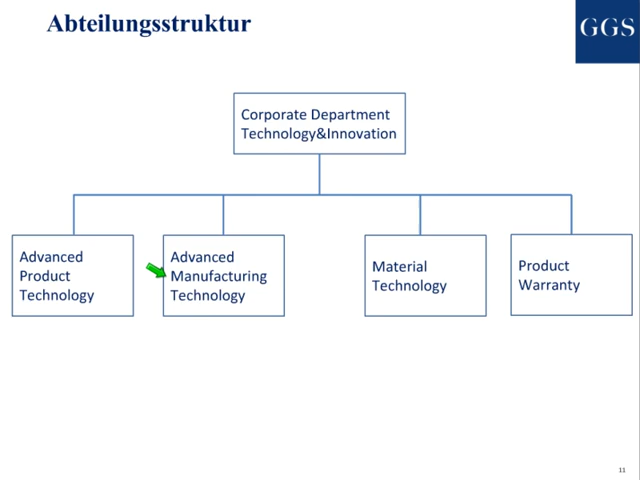 Abteilungsstruktur
GGS
Corporate Department
Technology&Innovation
Advanced
Product
Technology
Advanced
Manufacturing
Technology
Material
Technology
Product
Warranty
11